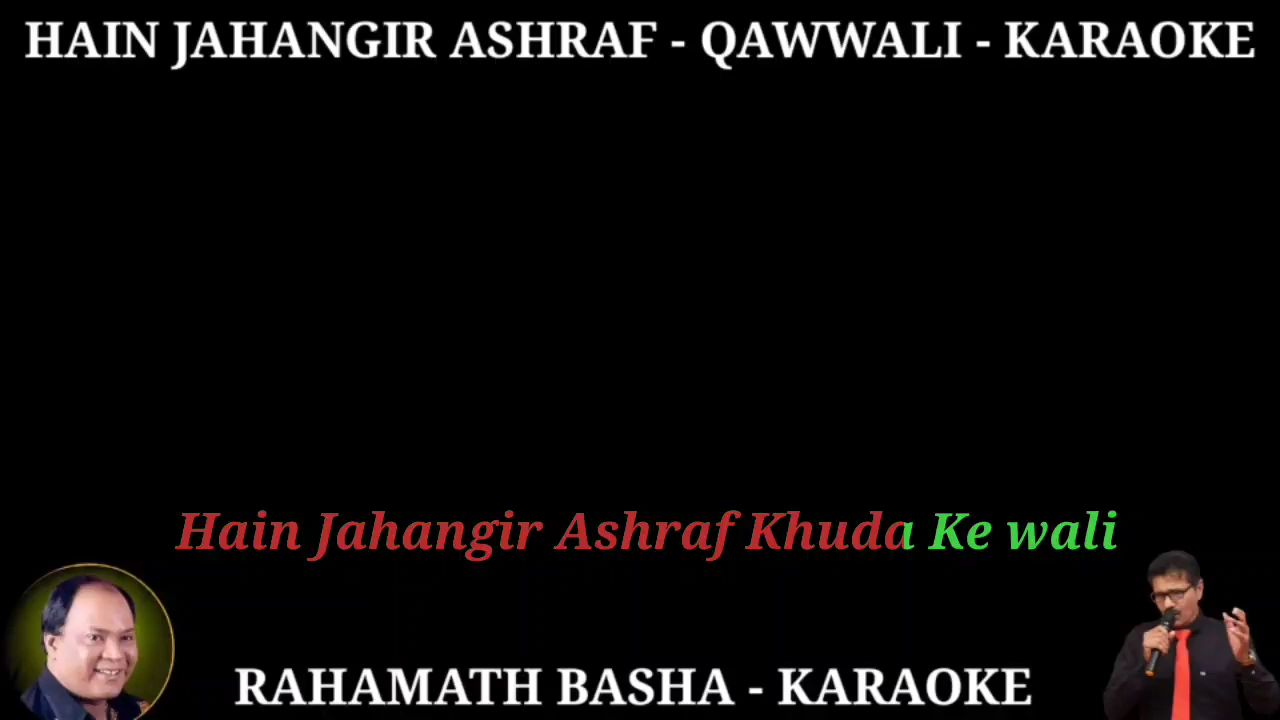 HAIN JAHANGIR ASHRAF - QAWWALI - KARAOKE
Hain Jahangir Ashraf Khuda Ke wali
RAHAMATH BASHA - KARAOKE